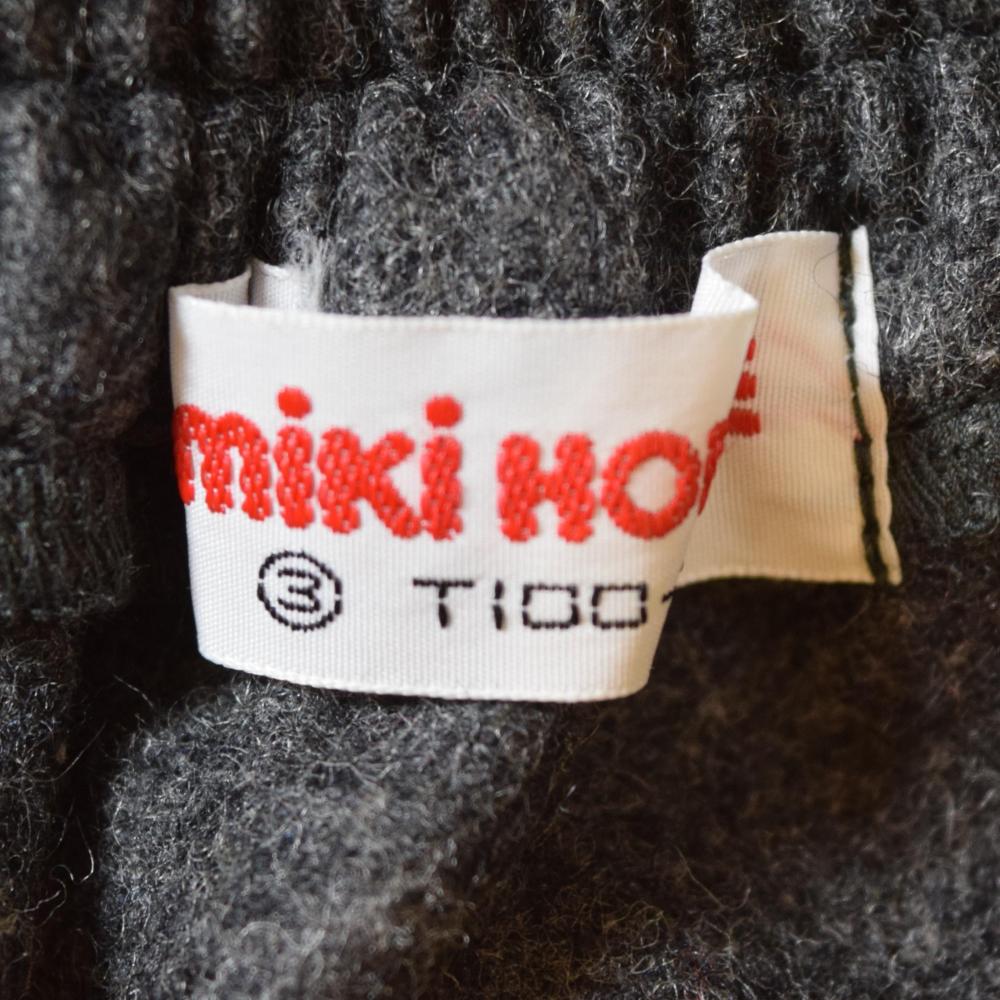 miki HO
③ T100-